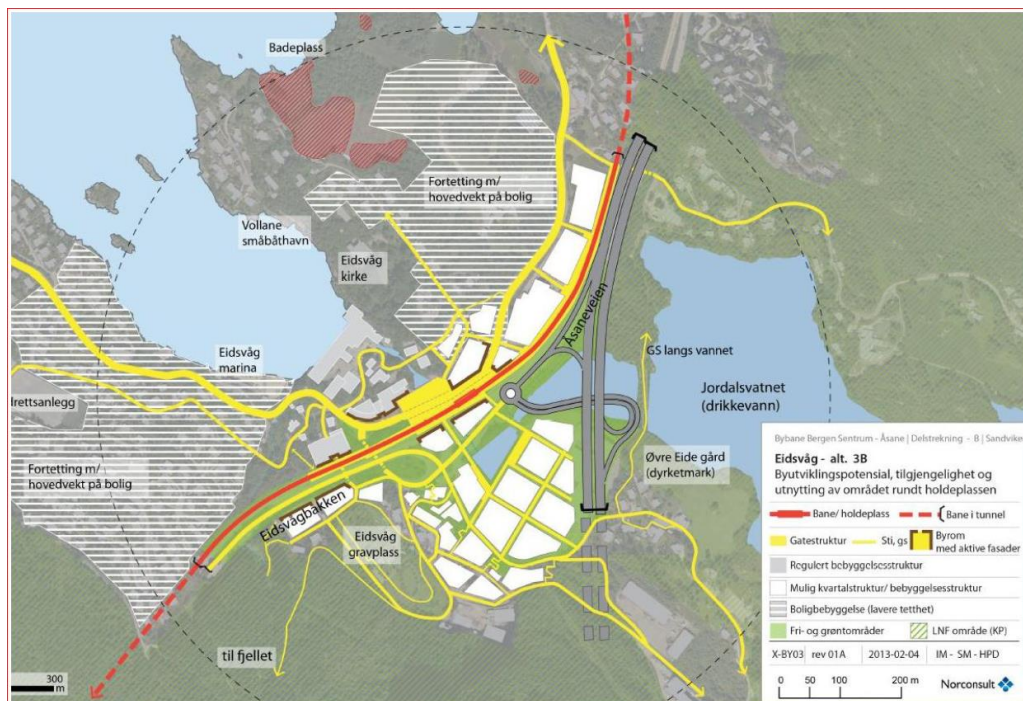 Badeplass
Fortetting m/
hovedvekt på bolig
Vollane
småbåthavn
Eidsvåg
kirke
Åsaneveien
Eidsvåg
marina
GS langs vannet
Jordalsvatnet
(drikkevann)
drettsanlegg
Øvre Eide gård
(dyrketmark)
Fortetting m/
hovedvekt på bolig
Eidsvågbakken
Eidsvåg
gravplass
til fjellet
300
m
Bybane Bergen Sentrum - Åsane | Delstrekning - B | Sandvike
Eidsvåg - alt. 3B
Byutviklingspotensial, tilgjengelighet og
utnytting av området rundt holdeplassen
Bane/ holdeplass
Bane i tunnel
Gatestruktur
Sti, gs
Byrom
med aktive fasader
Regulert bebyggelsesstruktur
Mulig kvartalstruktur/ bebyggelsesstruktur
Boligbebyggelse (lavere tetthet)
Fri- og grøntområder
LNF område (KP)
X-BY03 rev 01A 2013-02-04 IM - SM - HPD
0 50 100 200 m
Norconsult